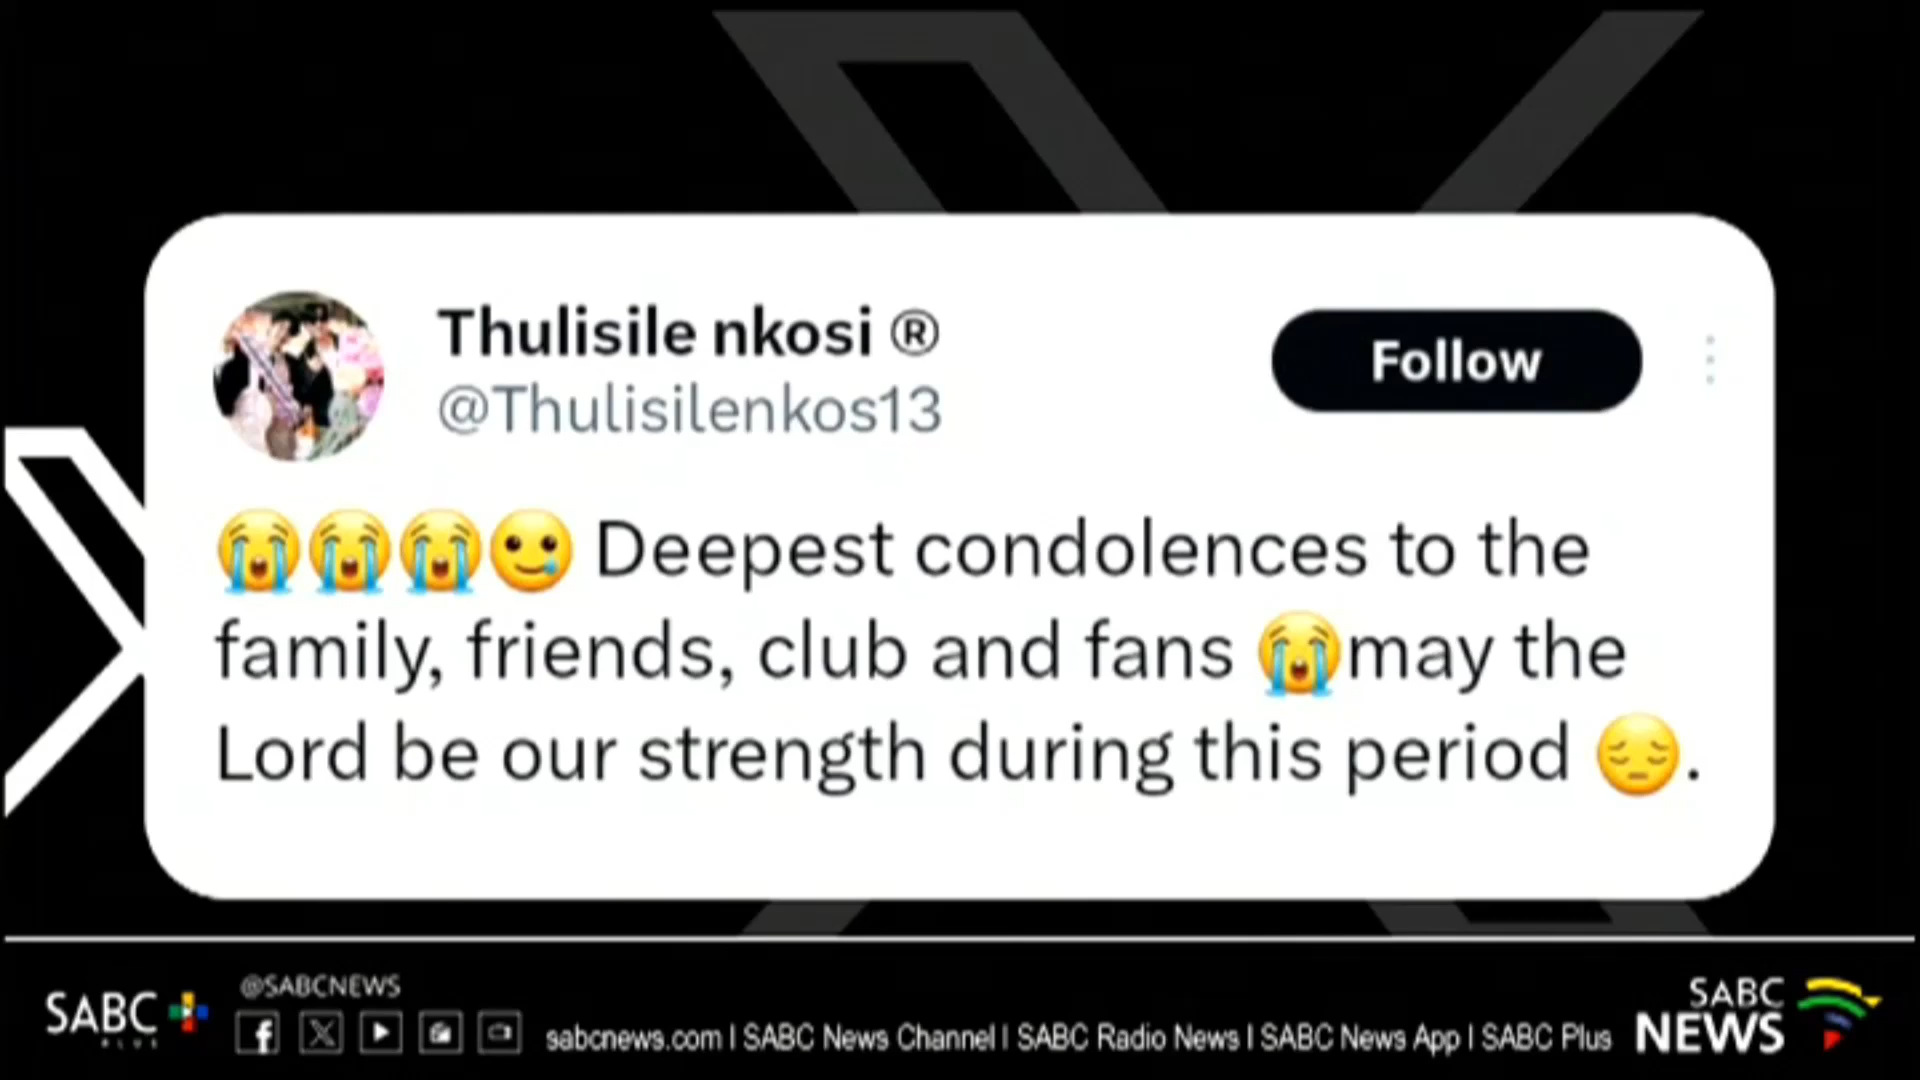 Thulisile nkosi ®
@Thulisilenkos13
Follow
😭😭😭🥲 Deepest condolences to the
family, friends, club and fans 😭may the
Lord be our strength during this period 😔.
SABC
PLUS
@SABCNEWS
sabcnews.com | SABC News Channel | SABC Radio News | SABC News App | SABC Plus
SABC
NEWS